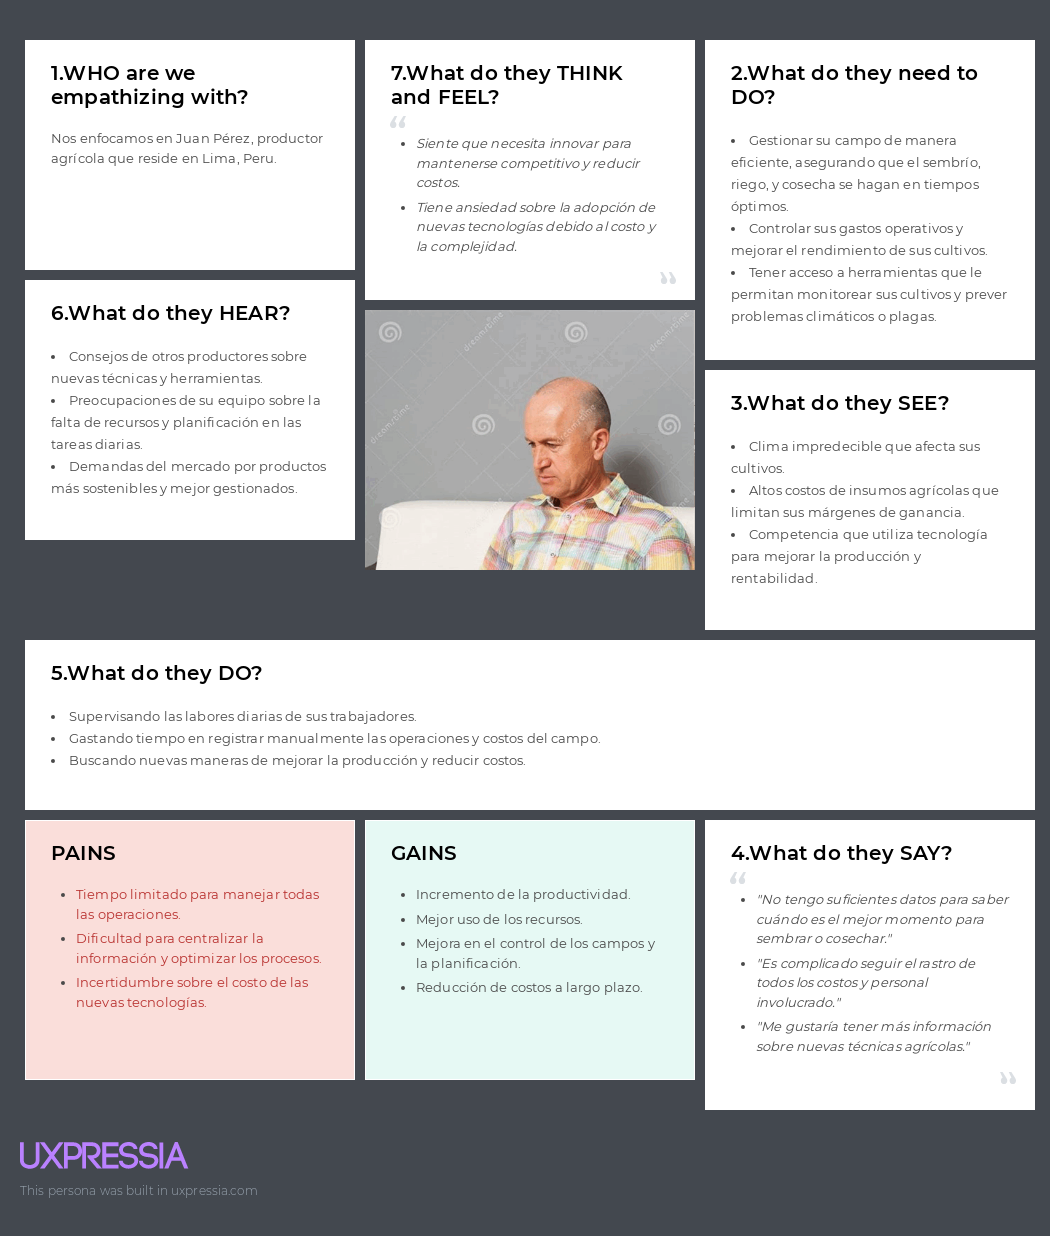 1.WHO are we
empathizing with?
Nos enfocamos en Juan Pérez, productor
agrícola que reside en Lima, Peru.
7.What do they THINK
and FEEL?
“
• Siente que necesita innovar para
mantenerse competitivo y reducir
costos.
• Tiene ansiedad sobre la adopción de
nuevas tecnologías debido al costo y
la complejidad.
”
2.What do they need to
DO?
• Gestionar su campo de manera
eficiente, asegurando que el sembrío,
riego, y cosecha se hagan en tiempos
óptimos.
• Controlar sus gastos operativos y
mejorar el rendimiento de sus cultivos.
• Tener acceso a herramientas que le
permitan monitorear sus cultivos y prever
problemas climáticos o plagas.
6.What do they HEAR?
• Consejos de otros productores sobre
nuevas técnicas y herramientas.
• Preocupaciones de su equipo sobre la
falta de recursos y planificación en las
tareas diarias.
• Demandas del mercado por productos
más sostenibles y mejor gestionados.
dreamstime
dreamstime
dreamstime
dreamstime
3.What do they SEE?
• Clima impredecible que afecta sus
cultivos.
• Altos costos de insumos agrícolas que
limitan sus márgenes de ganancia.
• Competencia que utiliza tecnología
para mejorar la producción y
rentabilidad.
5.What do they DO?
• Supervisando las labores diarias de sus trabajadores.
• Gastando tiempo en registrar manualmente las operaciones y costos del campo.
• Buscando nuevas maneras de mejorar la producción y reducir costos.
PAINS
• Tiempo limitado para manejar todas
las operaciones.
• Dificultad para centralizar la
información y optimizar los procesos.
• Incertidumbre sobre el costo de las
nuevas tecnologías.
GAINS
• Incremento de la productividad.
• Mejor uso de los recursos.
• Mejora en el control de los campos y
la planificación.
• Reducción de costos a largo plazo.
4.What do they SAY?
“
• "No tengo suficientes datos para saber
cuándo es el mejor momento para
sembrar o cosechar."
• "Es complicado seguir el rastro de
todos los costos y personal
involucrado."
• "Me gustaría tener más información
sobre nuevas técnicas agrícolas."
”
UXPRESSIA
This persona was built in uxpressia.com